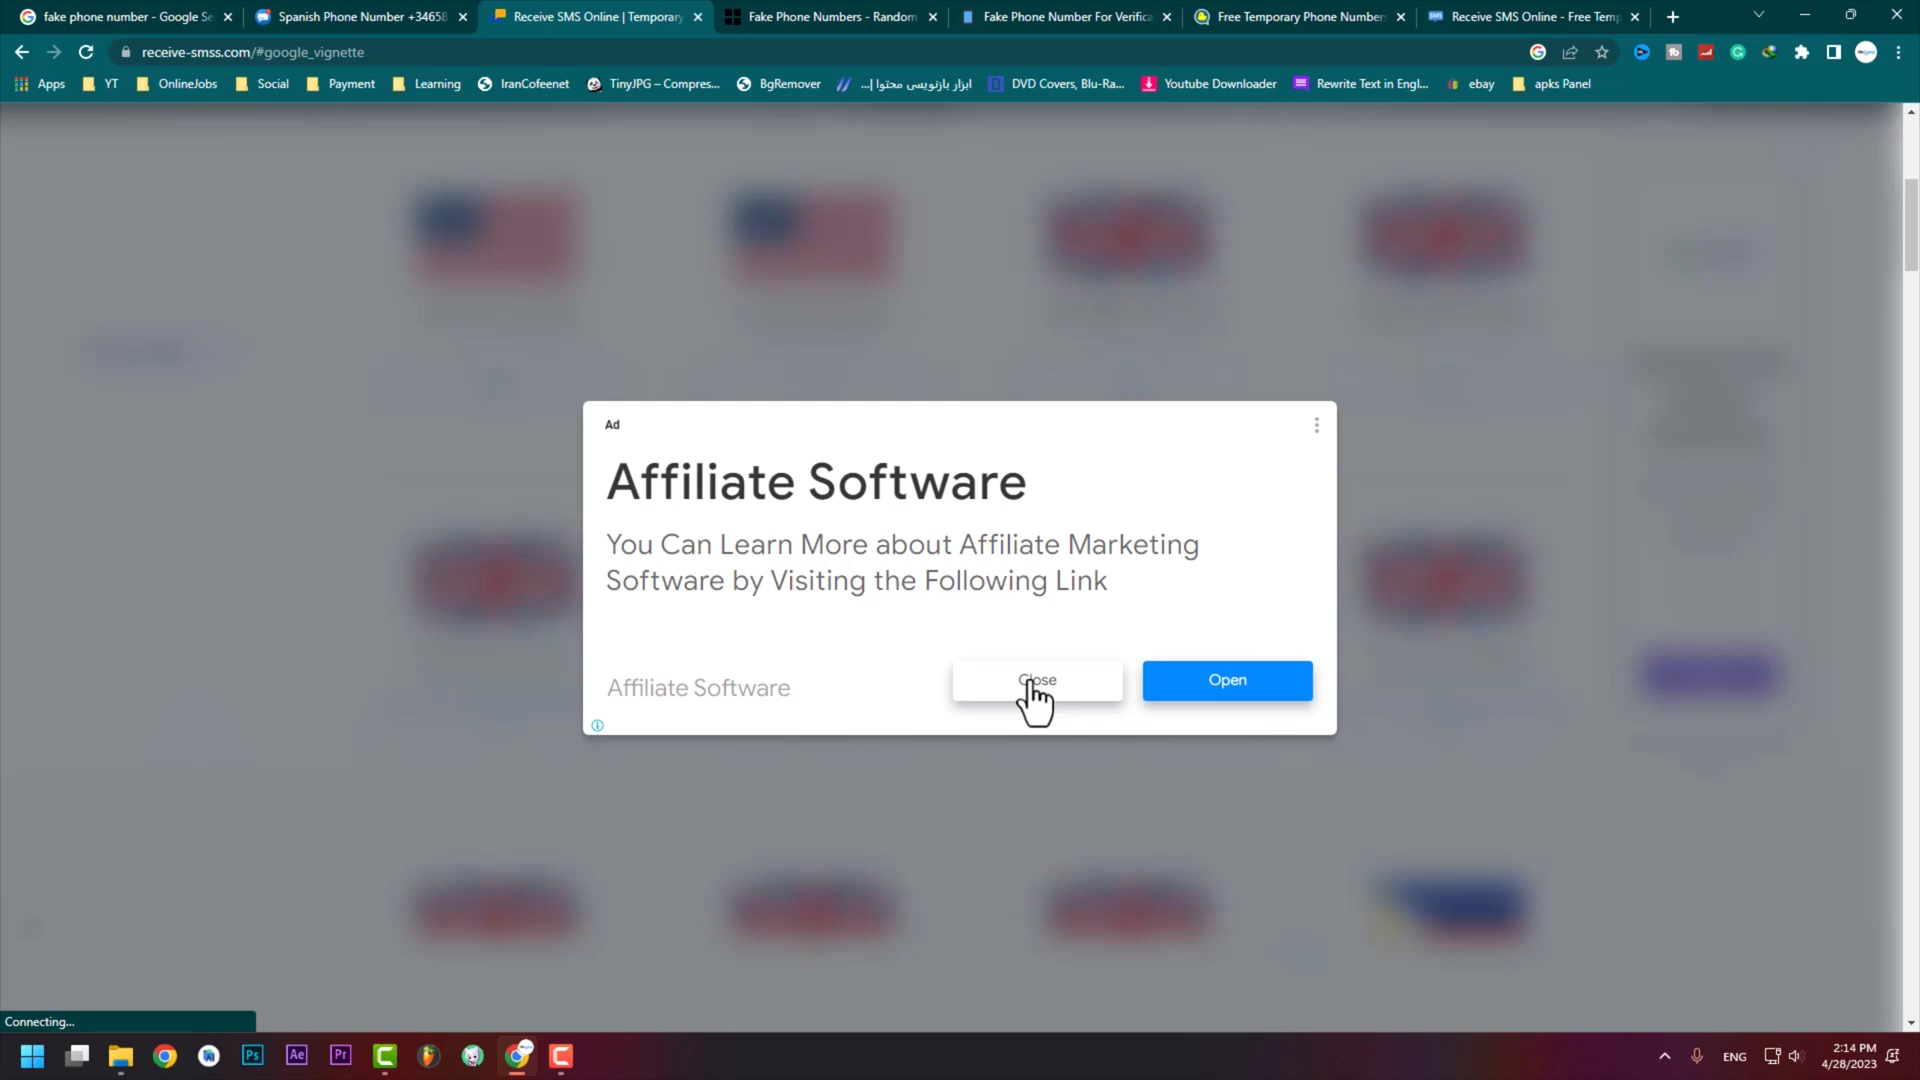 fake phone number - Google Se
Spanish Phone Number +34658
Receive SMS Online | Temporary
Fake Phone Numbers - Random
Fake Phone Number For Verifica
Free Temporary Phone Numbers
Receive SMS Online - Free Temp
receive-smss.com/#google_vignette
Apps
YT
OnlineJobs
Social
Payment
Learning
IranCofeenet
TinyJPG – Compres...
BgRemover
ابزار بازنویسی محتوا |...
DVD Covers, Blu-Ra...
Youtube Downloader
Rewrite Text in Engl...
ebay
apks Panel
Ad
Affiliate Software
You Can Learn More about Affiliate Marketing
Software by Visiting the Following Link
Affiliate Software
Close
Open
Connecting...
Ps
Ae
Pr
ENG
2:14 PM
4/28/2023